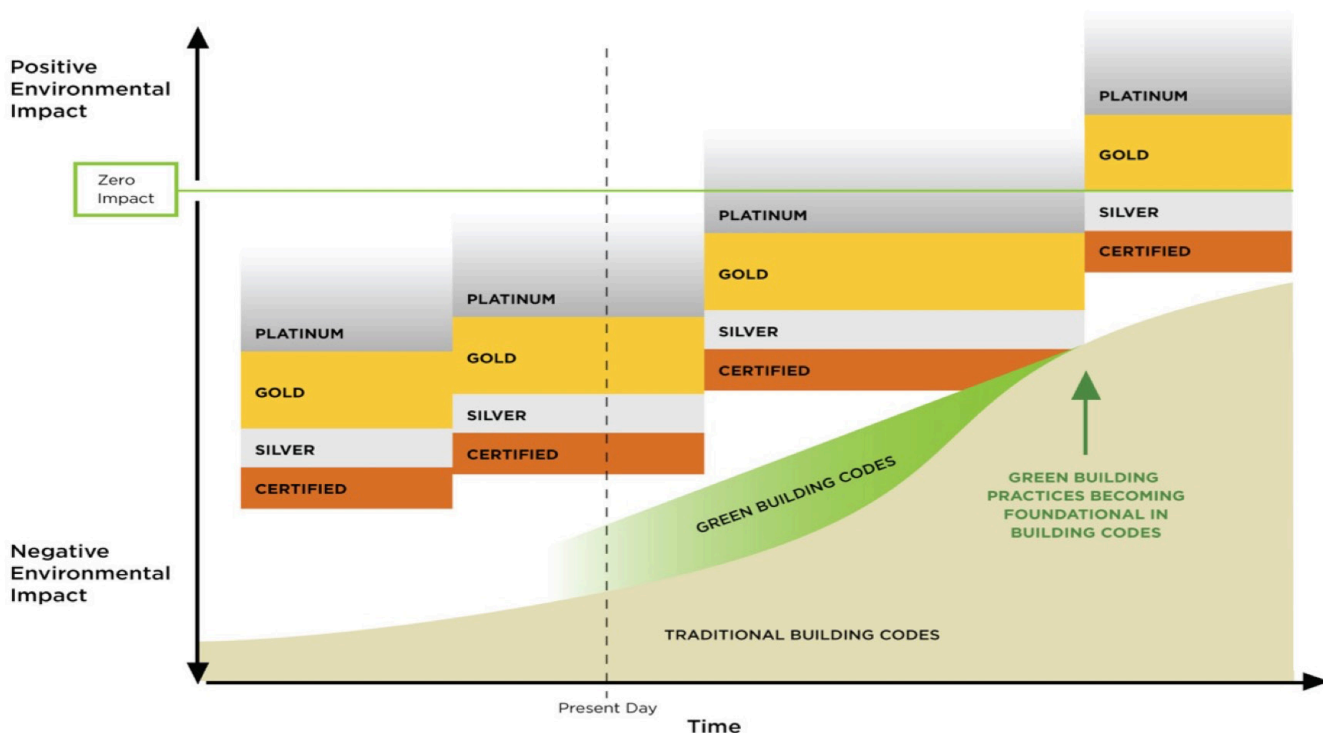 Positive
Environmental
Impact
Zero
Impact
Negative
Environmental
Impact
PLATINUM
GOLD
SILVER
CERTIFIED
PLATINUM
GOLD
SILVER
CERTIFIED
PLATINUM
GOLD
SILVER
CERTIFIED
PLATINUM
GOLD
SILVER
CERTIFIED
GREEN BUILDING CODES
GREEN BUILDING
PRACTICES BECOMING
FOUNDATIONAL IN
BUILDING CODES
TRADITIONAL BUILDING CODES
Present Day
Time